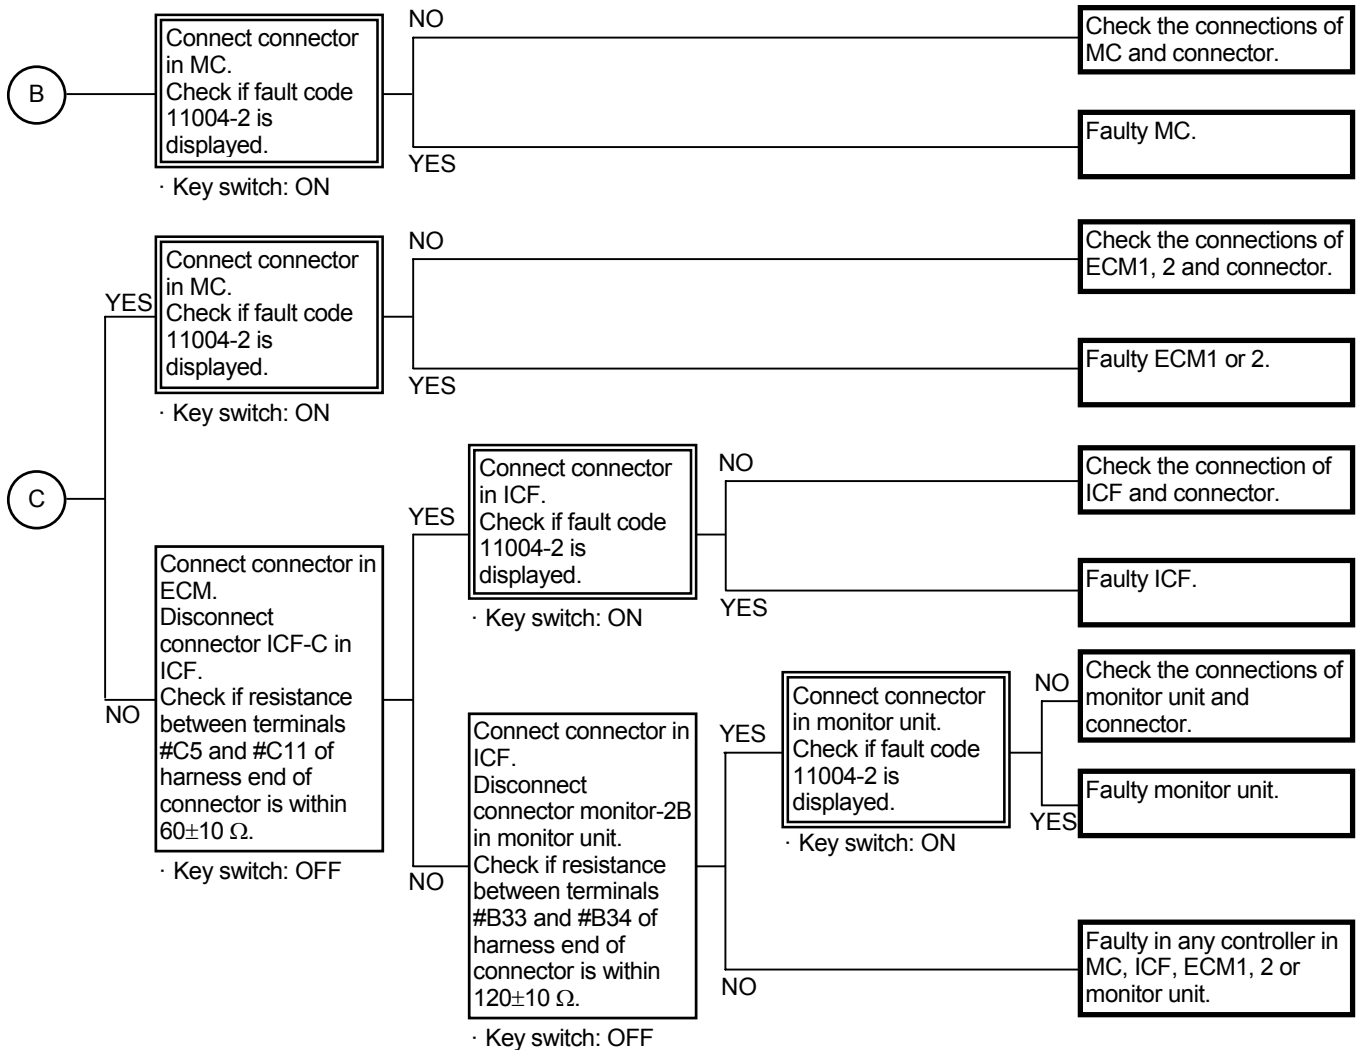 B
Connect connector
in MC.
Check if fault code
11004-2 is
displayed.
· Key switch: ON
NO
Check the connections of
MC and connector.
YES
Faulty MC.
C
YES
Connect connector
in MC.
Check if fault code
11004-2 is
displayed.
· Key switch: ON
NO
Check the connections of
ECM1, 2 and connector.
YES
Faulty ECM1 or 2.
NO
Connect connector in
ECM.
Disconnect
connector ICF-C in
ICF.
Check if resistance
between terminals
#C5 and #C11 of
harness end of
connector is within
60±10 Ω.
· Key switch: OFF
YES
Connect connector
in ICF.
Check if fault code
11004-2 is
displayed.
· Key switch: ON
NO
Check the connection of
ICF and connector.
YES
Faulty ICF.
NO
Connect connector in
ICF.
Disconnect
connector monitor-2B
in monitor unit.
Check if resistance
between terminals
#B33 and #B34 of
harness end of
connector is within
120±10 Ω.
· Key switch: OFF
YES
Connect connector
in monitor unit.
Check if fault code
11004-2 is
displayed.
· Key switch: ON
NO
Check the connections of
monitor unit and
connector.
YES
Faulty monitor unit.
NO
Faulty in any controller in
MC, ICF, ECM1, 2 or
monitor unit.